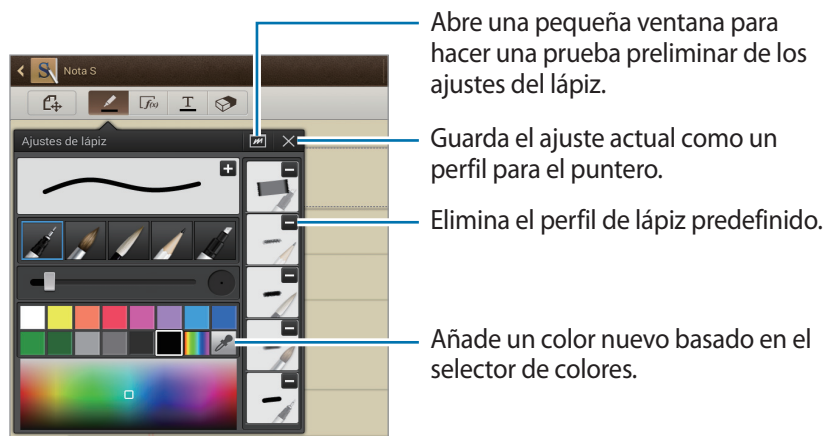 Abre una pequeña ventana para
hacer una prueba preliminar de los
ajustes del lápiz.
S Nota S
f(x) T
Ajustes de lápiz
Guarda el ajuste actual como un
perfil para el puntero.
Elimina el perfil de lápiz predefinido.
Añade un color nuevo basado en el
selector de colores.